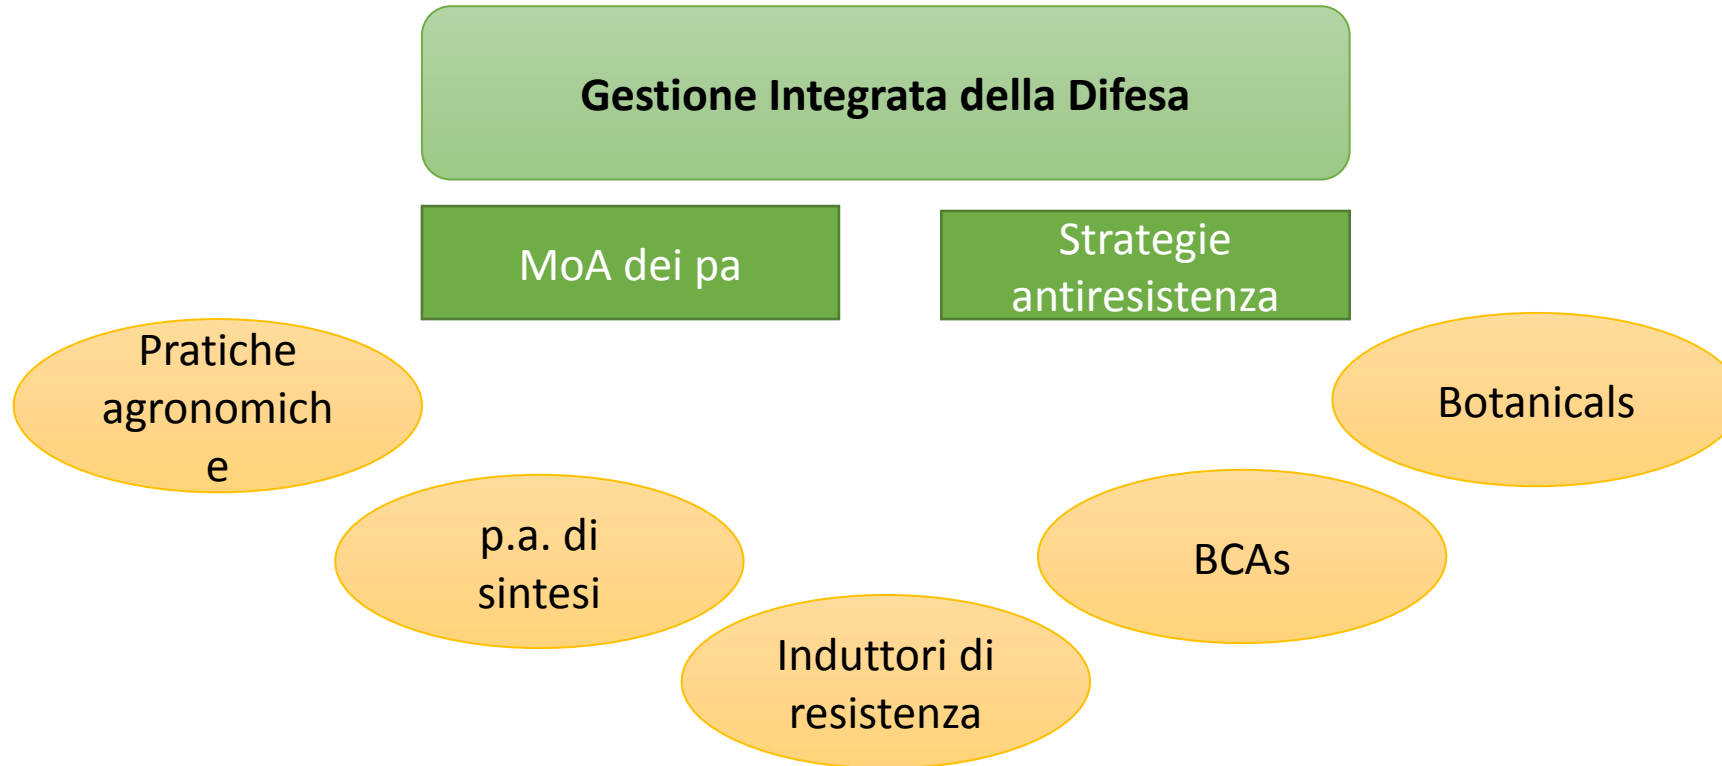 Gestione Integrata della Difesa
MoA dei pa
Strategie
antiresistenza
Pratiche
agronomich
e
p.a. di
sintesi
Induttori di
resistenza
BCAs
Botanicals